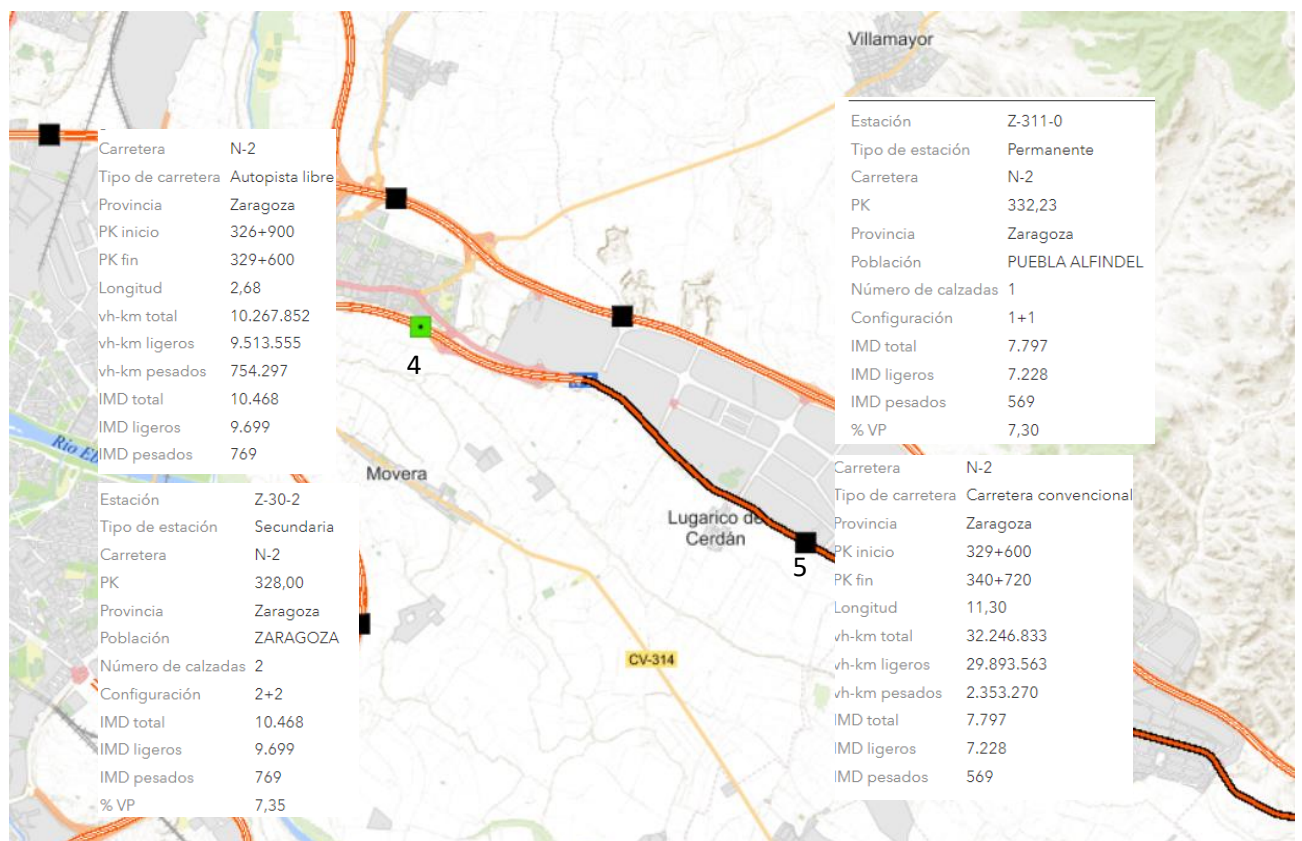 Villamayor
Carretera N-2
Tipo de carretera Autopista libre
Provincia Zaragoza
PK inicio 326+900
PK fin 329+600
Longitud 2,68
vh-km total 10.267.852
vh-km ligeros 9.513.555
vh-km pesados 754.297
IMD total 10.468
IMD ligeros 9.699
IMD pesados 769
Estación Z-311-0
Tipo de estación Permanente
Carretera N-2
PK 332,23
Provincia Zaragoza
Población PUEBLA ALFINDEL
Número de calzadas 1
Configuración 1+1
IMD total 7.797
IMD ligeros 7.228
IMD pesados 569
% VP 7,30
4
Rio Eb
Movera
Lugarico de
Cerdán
5
CV-314
Estación Z-30-2
Tipo de estación Secundaria
Carretera N-2
PK 328,00
Provincia Zaragoza
Población ZARAGOZA
Número de calzadas 2
Configuración 2+2
IMD total 10.468
IMD ligeros 9.699
IMD pesados 769
% VP 7,35
Carretera N-2
Tipo de carretera Carretera convencional
Provincia Zaragoza
PK inicio 329+600
PK fin 340+720
Longitud 11,30
vh-km total 32.246.833
vh-km ligeros 29.893.563
vh-km pesados 2.353.270
IMD total 7.797
IMD ligeros 7.228
IMD pesados 569